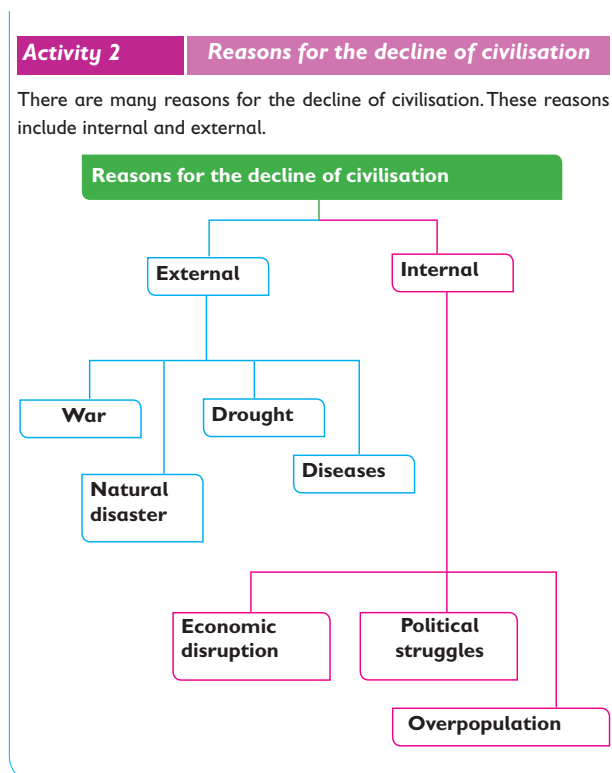 Activity 2
Reasons for the decline of civilisation
There are many reasons for the decline of civilisation. These reasons
include internal and external.
Reasons for the decline of civilisation
External
Internal
War
Drought
Diseases
Natural
disaster
Economic
disruption
Political
struggles
Overpopulation